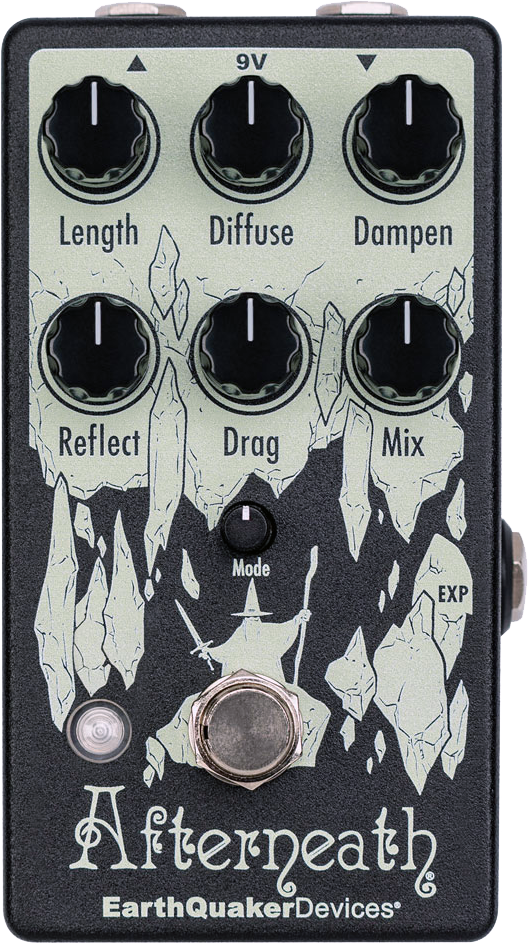 9V
Length Diffuse Dampen
Reflect Drag Mix
Mode
EXP
Afterneath®
EarthQuakerDevices®